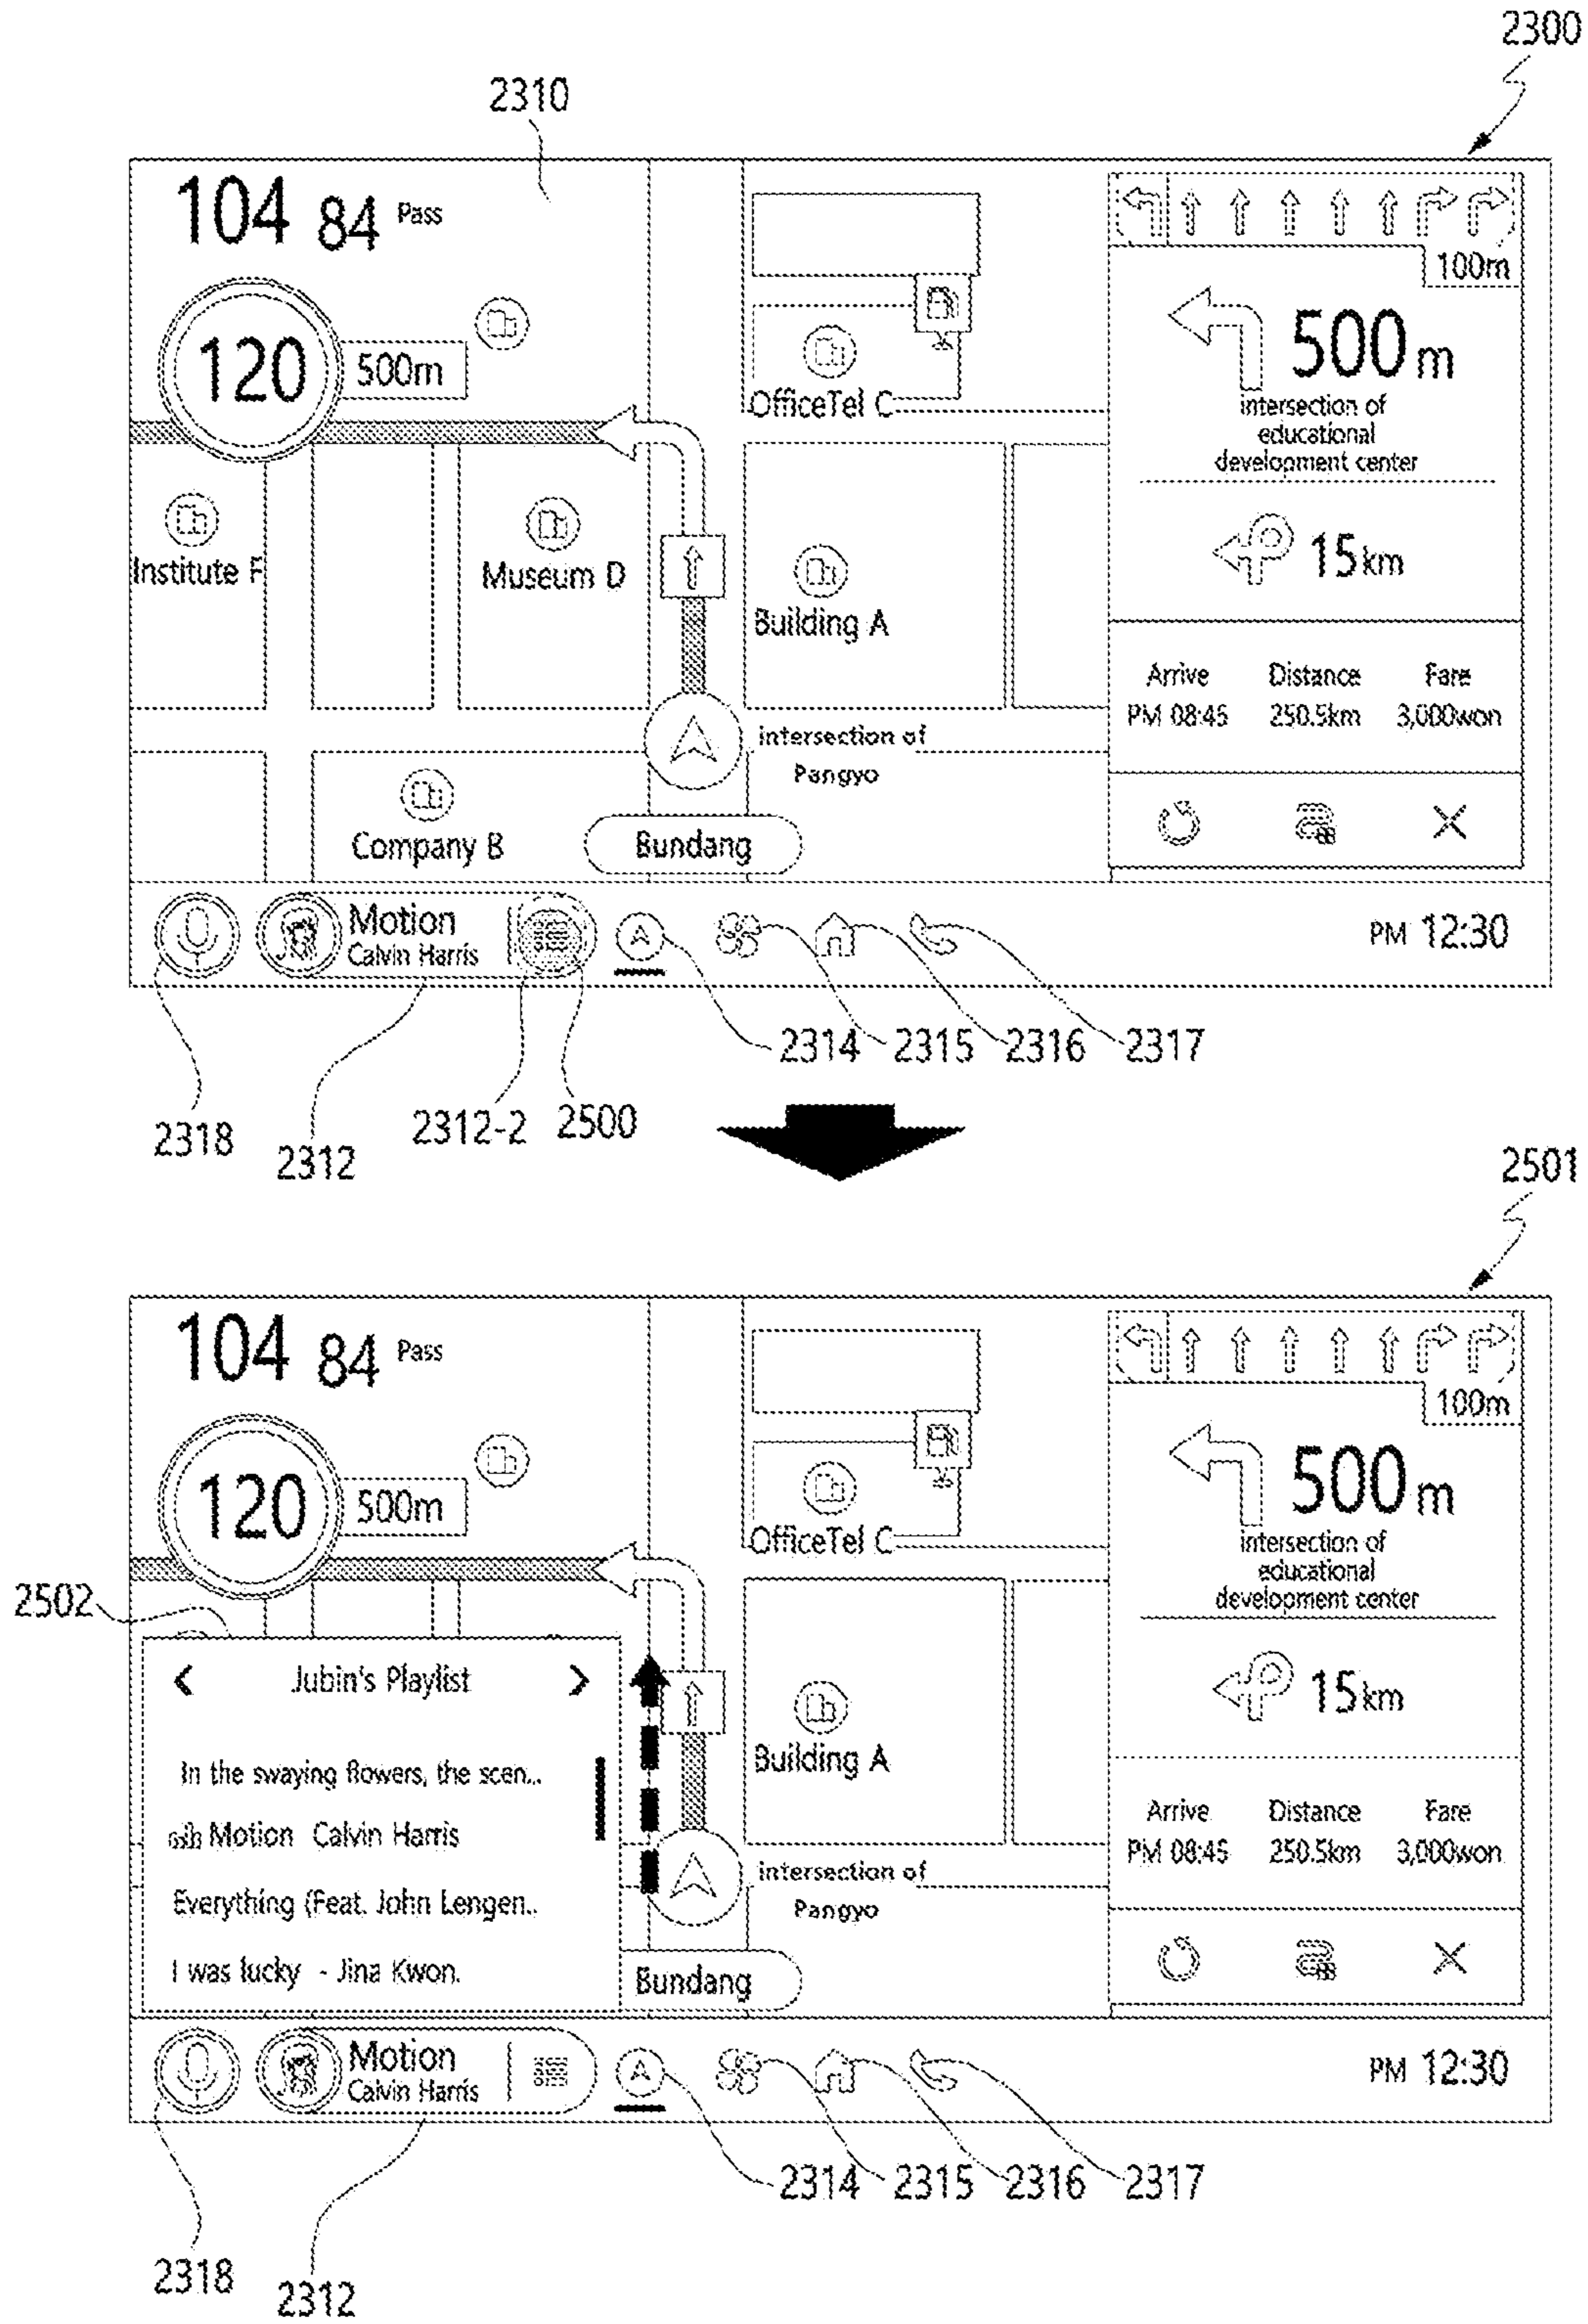 2300
2310
104 84 Pass
100m
120 500m
500m
intersection of
educational
development center
OfficeTel C
Institute F
Museum D
15km
Building A
Arrive Distance Fare
PM 08:45 250.5km 3,000won
intersection of
Pangyo
Company B
Bundang
Motion
Calvin Harris
PM 12:30
2314 2315 2316 2317
2318 2312 2312-2 2500
2501
104 84 Pass
100m
120 500m
500m
intersection of
educational
development center
OfficeTel C
2502
Jubin's Playlist
15km
In the swaying flowers, the scen..
Motion Calvin Harris
Everything (Feat. John Lengen..
I was lucky - Jina Kwon.
Building A
Arrive Distance Fare
PM 08:45 250.5km 3,000won
intersection of
Pangyo
Bundang
Motion
Calvin Harris
PM 12:30
2314 2315 2316 2317
2318 2312